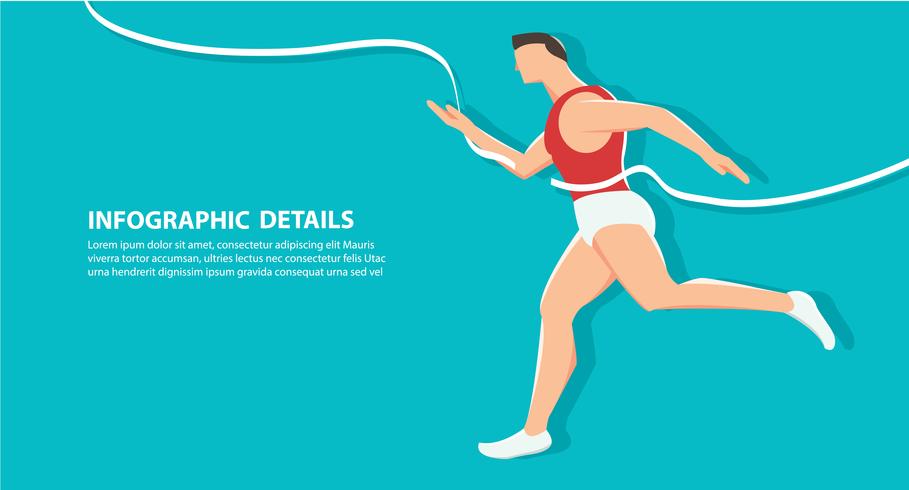 INFOGRAPHIC DETAILS
Lorem ipum dolor sit amet, consectetur adipiscing elit Mauris
viverra tortor accumsan, ultries lectus nec consectetur felis Utac
urna hendrerit dignissim ipsum gravida consequat urna sed vel